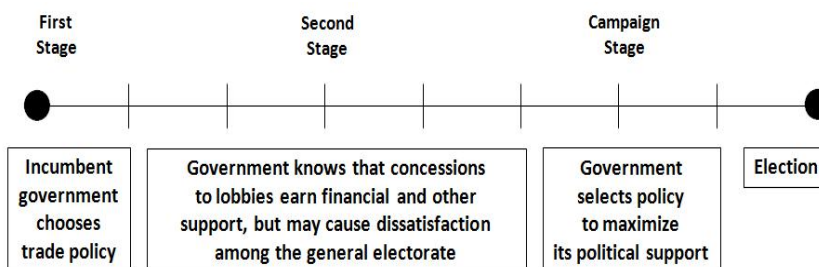 First
Stage
Second
Stage
Campaign
Stage
Incumbent
government
chooses
trade policy
Government knows that concessions
to lobbies earn financial and other
support, but may cause dissatisfaction
among the general electorate
Government
selects policy
to maximize
its political support
Election